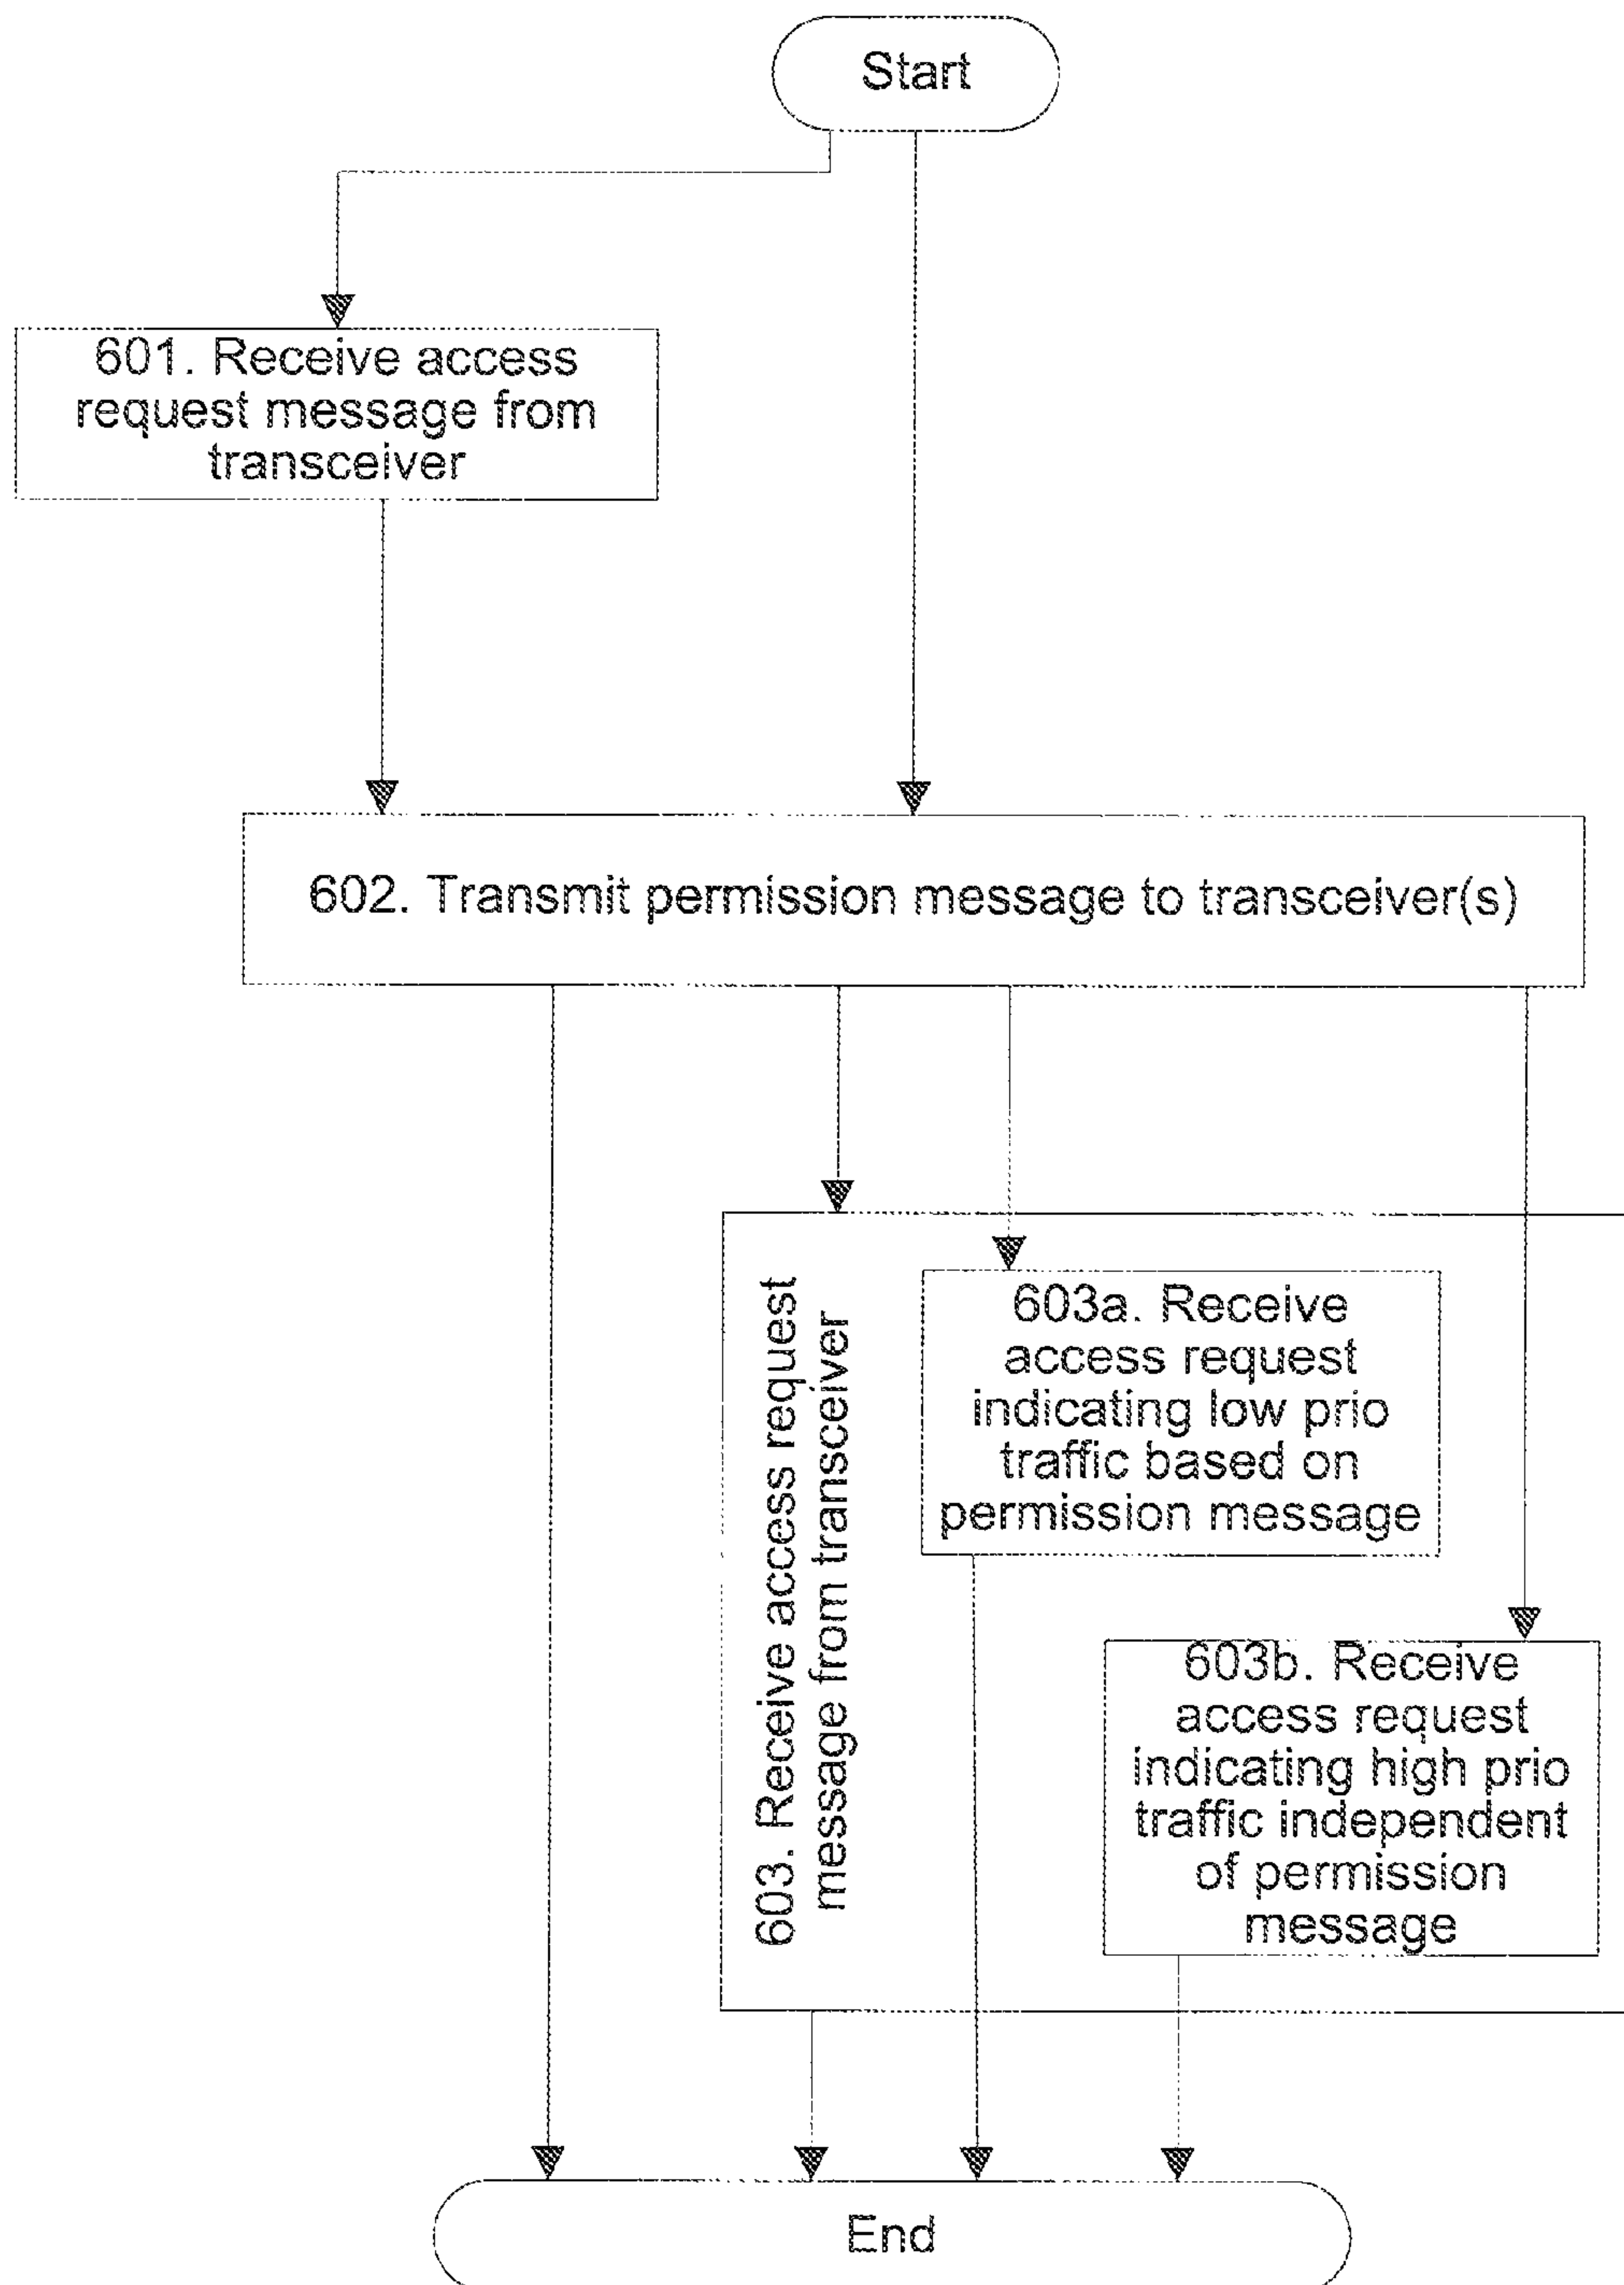 Start
601. Receive access
request message from
transceiver
602. Transmit permission message to transceiver(s)
603. Receive access request
message from transceiver
603a. Receive
access request
indicating low prio
traffic based on
permission message
603b. Receive
access request
indicating high prio
traffic independent
of permission
message
End